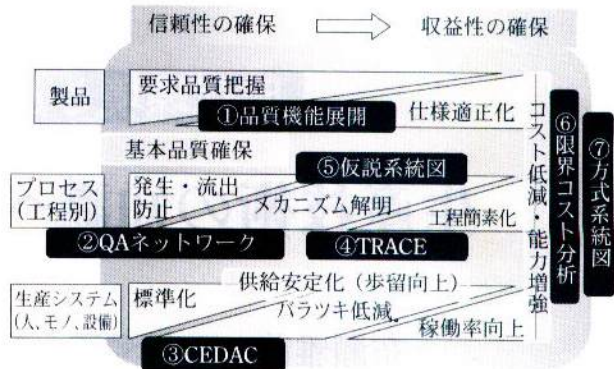 信頼性の確保
収益性の確保
製品
要求品質把握
①品質機能展開
仕様適正化
基本品質確保
⑤仮説系統図
プロセス
(工程別)
発生・流出
防止
メカニズム解明
工程簡素化
②QAネットワーク
④TRACE
供給安定化（歩留向上）
生産システム
(人、モノ、設備)
標準化
バラツキ低減
稼働率向上
③CEDAC
コスト低減・能力増強
⑥限界コスト分析
⑦方式系統図